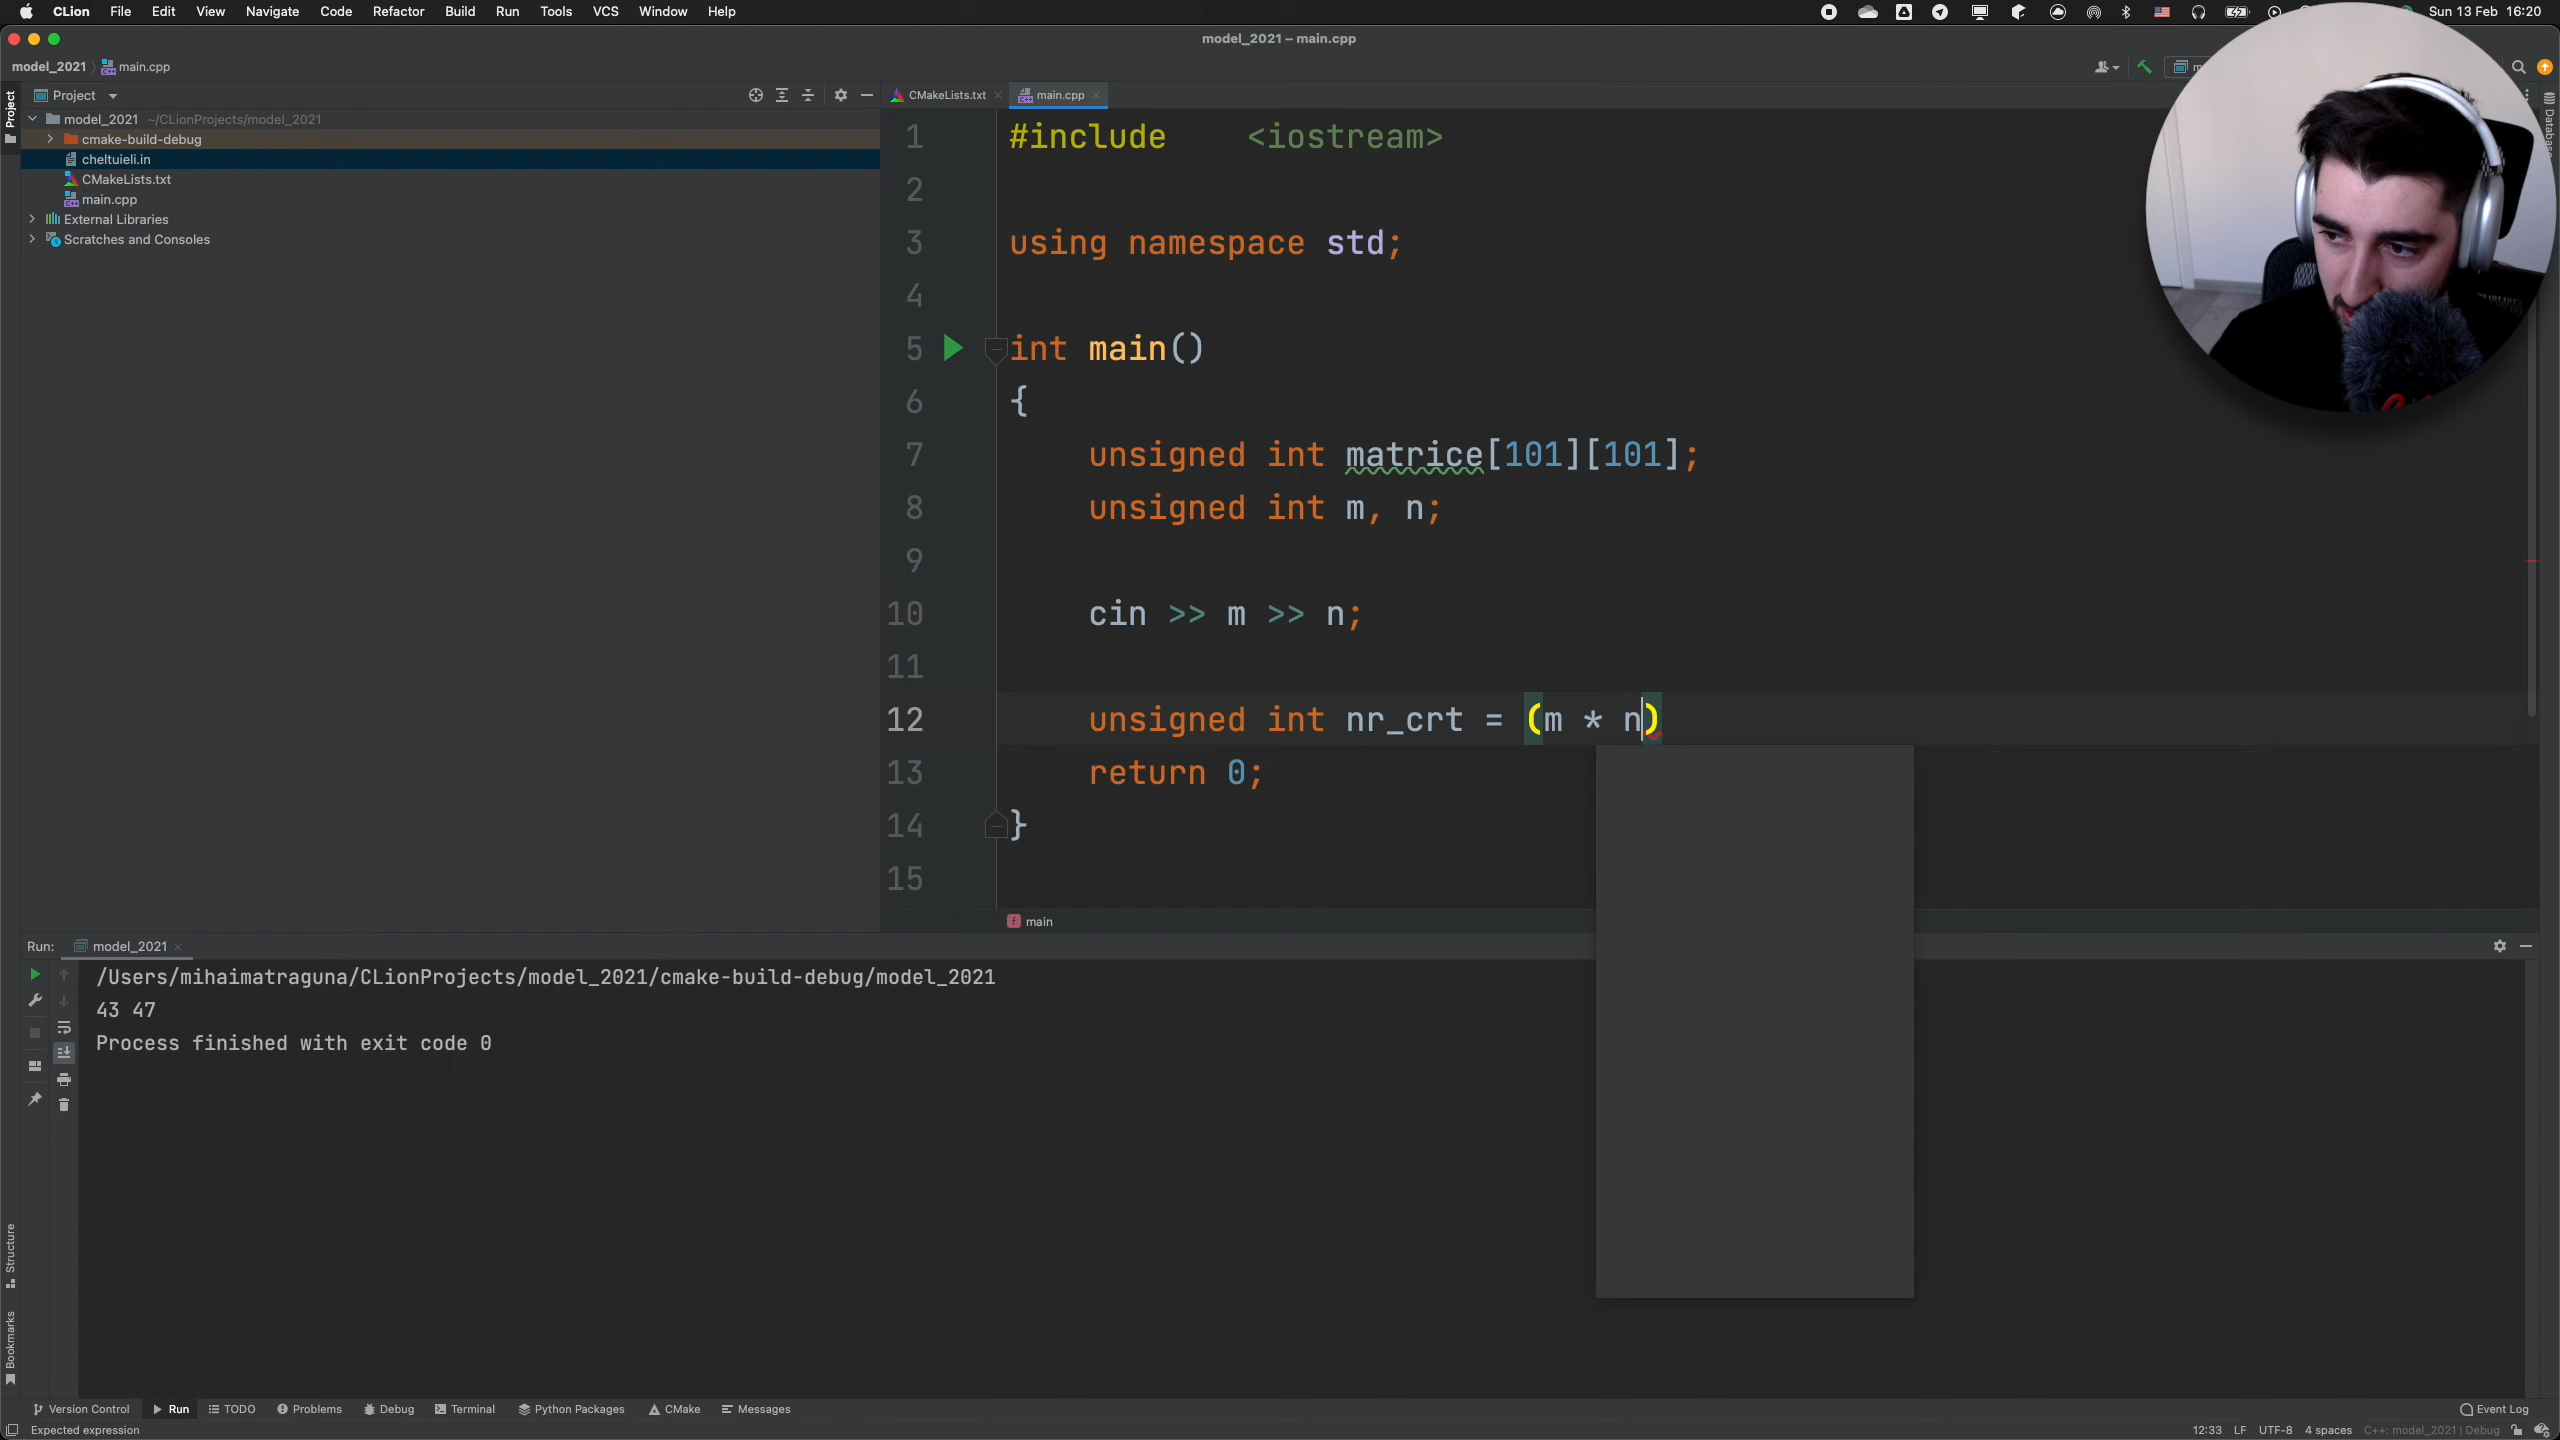 CLion File Edit View Navigate Code Refactor Build Run Tools VCS Window Help Sun 13 Feb 16:20
model_2021 – main.cpp
model_2021 main.cpp
Project
Project
CMakeLists.txt
main.cpp
model_2021 ~/CLionProjects/model_2021
cmake-build-debug
cheltuieli.in
CMakeLists.txt
main.cpp
External Libraries
Scratches and Consoles
Database
1 #include <iostream>
2
3 using namespace std;
4
5 int main()
6 {
7 unsigned int matrice[101][101];
8 unsigned int m, n;
9
10 cin >> m >> n;
11
12 unsigned int nr_crt = (m * n)
13 return 0;
14 }
15
main
Run: model_2021
/Users/mihaimatraguna/CLionProjects/model_2021/cmake-build-debug/model_2021
43 47
Process finished with exit code 0
Structure
Bookmarks
Version Control Run TODO Problems Debug Terminal Python Packages CMake Messages Event Log
Expected expression 12:33 LF UTF-8 4 spaces C++: model_2021 | Debug